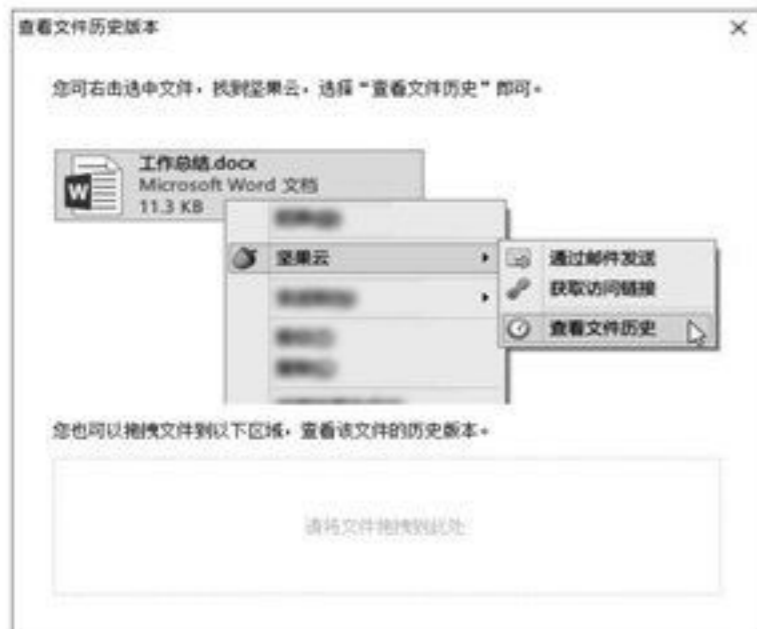 查看文件历史版本
您可右击选中文件，找到坚果云，选择“查看文件历史”即可。
工作总结.docx
Microsoft Word 文档
11.3 KB
坚果云
通过邮件发送
获取访问链接
查看文件历史
您也可以拖拽文件到以下区域，查看该文件的历史版本。
请将文件拖拽到此处